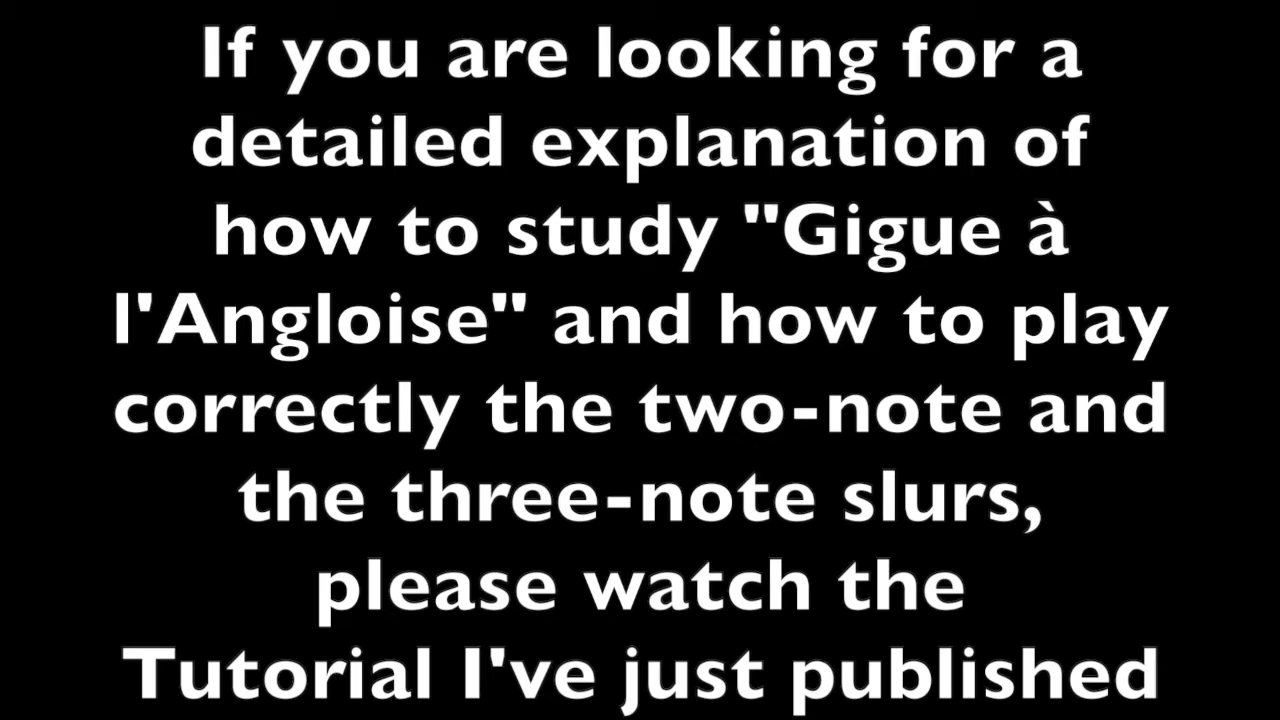 If you are looking for a
detailed explanation of
how to study "Gigue à
l'Angloise" and how to play
correctly the two-note and
the three-note slurs,
please watch the
Tutorial I've just published